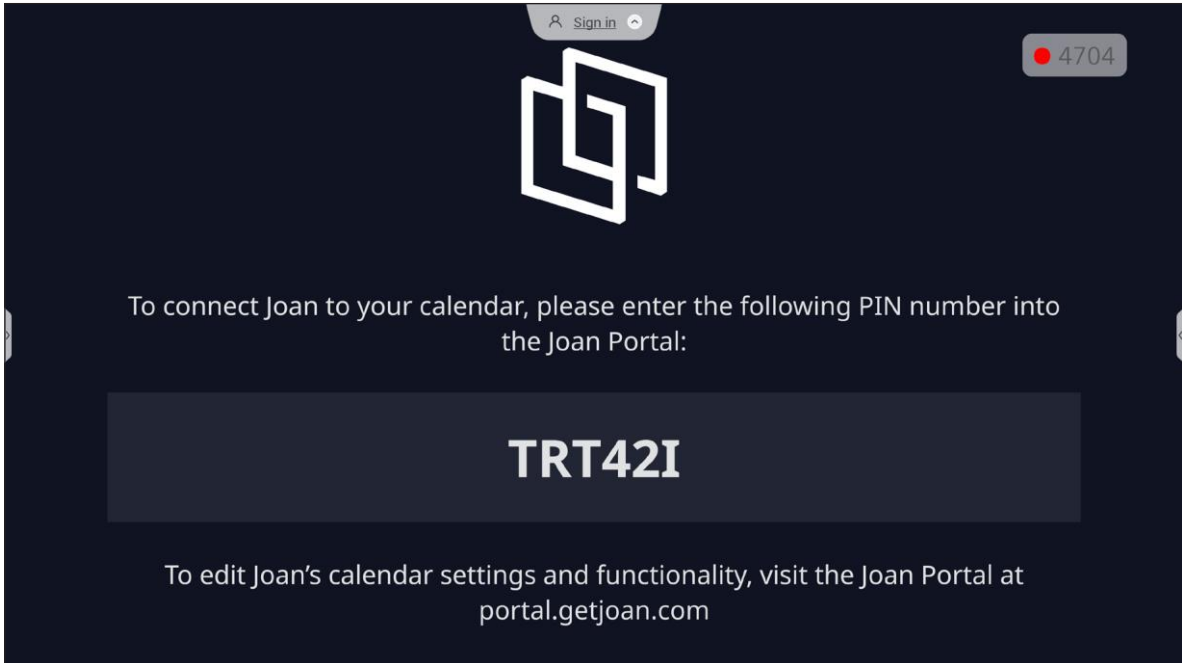 Sign in
4704
To connect Joan to your calendar, please enter the following PIN number into
the Joan Portal:
TRT42I
To edit Joan’s calendar settings and functionality, visit the Joan Portal at
portal.getjoan.com